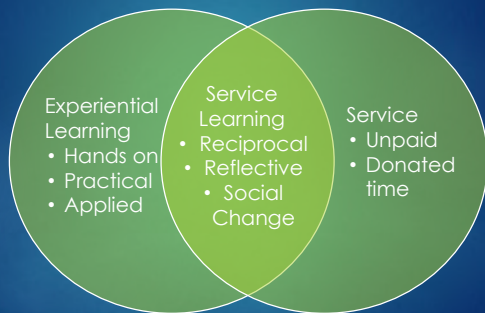 Experiential
Learning
• Hands on
• Practical
• Applied
Service
Learning
• Reciprocal
• Reflective
• Social
Change
Service
• Unpaid
• Donated
time